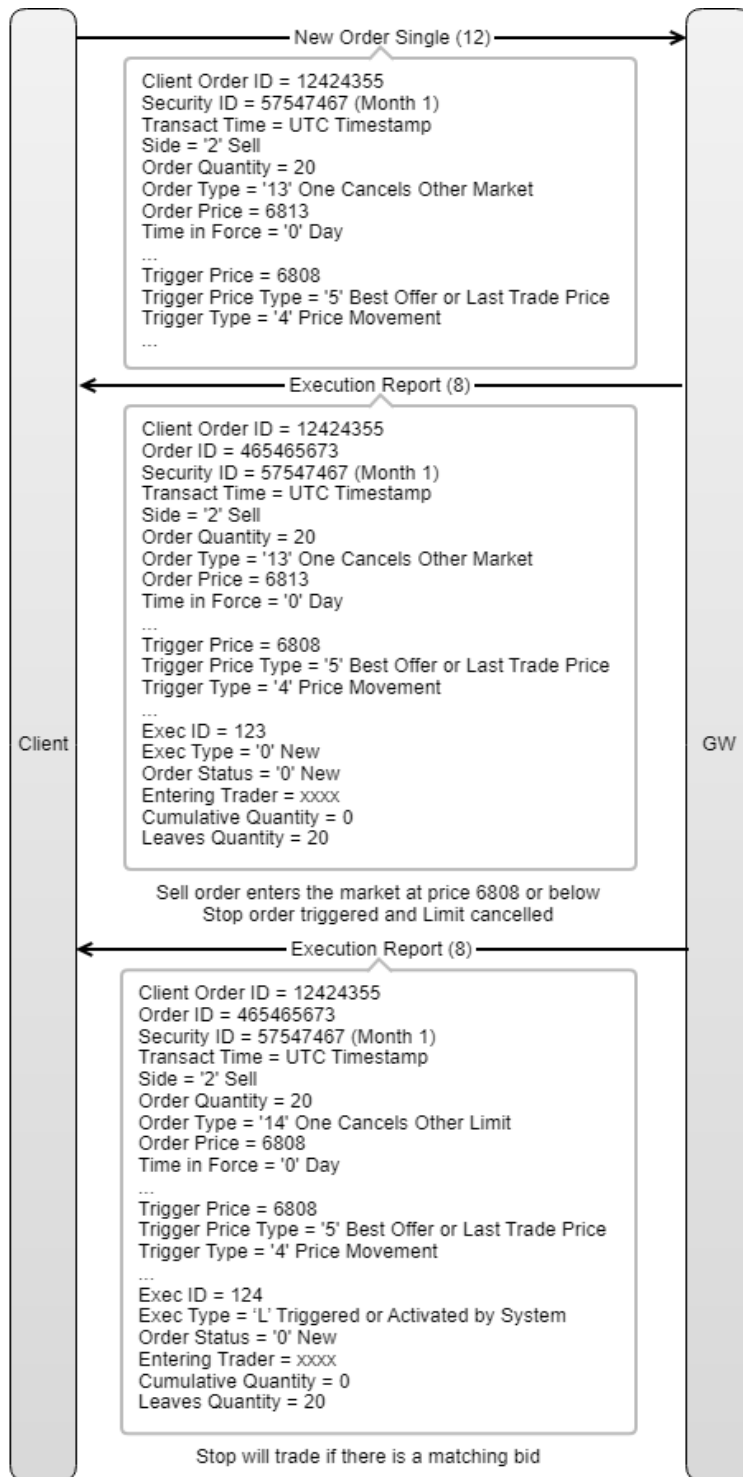 New Order Single (12)
Client Order ID = 12424355
Security ID = 57547467 (Month 1)
Transact Time = UTC Timestamp
Side = '2' Sell
Order Quantity = 20
Order Type = '13' One Cancels Other Market
Order Price = 6813
Time in Force = '0' Day
...
Trigger Price = 6808
Trigger Price Type = '5' Best Offer or Last Trade Price
Trigger Type = '4' Price Movement
...
Execution Report (8)
Client Order ID = 12424355
Order ID = 465465673
Security ID = 57547467 (Month 1)
Transact Time = UTC Timestamp
Side = '2' Sell
Order Quantity = 20
Order Type = '13' One Cancels Other Market
Order Price = 6813
Time in Force = '0' Day
...
Trigger Price = 6808
Trigger Price Type = '5' Best Offer or Last Trade Price
Trigger Type = '4' Price Movement
...
Exec ID = 123
Exec Type = '0' New
Order Status = '0' New
Entering Trader = xxxx
Cumulative Quantity = 0
Leaves Quantity = 20
Client
GW
Sell order enters the market at price 6808 or below
Stop order triggered and Limit cancelled
Execution Report (8)
Client Order ID = 12424355
Order ID = 465465673
Security ID = 57547467 (Month 1)
Transact Time = UTC Timestamp
Side = '2' Sell
Order Quantity = 20
Order Type = '14' One Cancels Other Limit
Order Price = 6808
Time in Force = '0' Day
...
Trigger Price = 6808
Trigger Price Type = '5' Best Offer or Last Trade Price
Trigger Type = '4' Price Movement
...
Exec ID = 124
Exec Type = ‘L’ Triggered or Activated by System
Order Status = '0' New
Entering Trader = xxxx
Cumulative Quantity = 0
Leaves Quantity = 20
Stop will trade if there is a matching bid